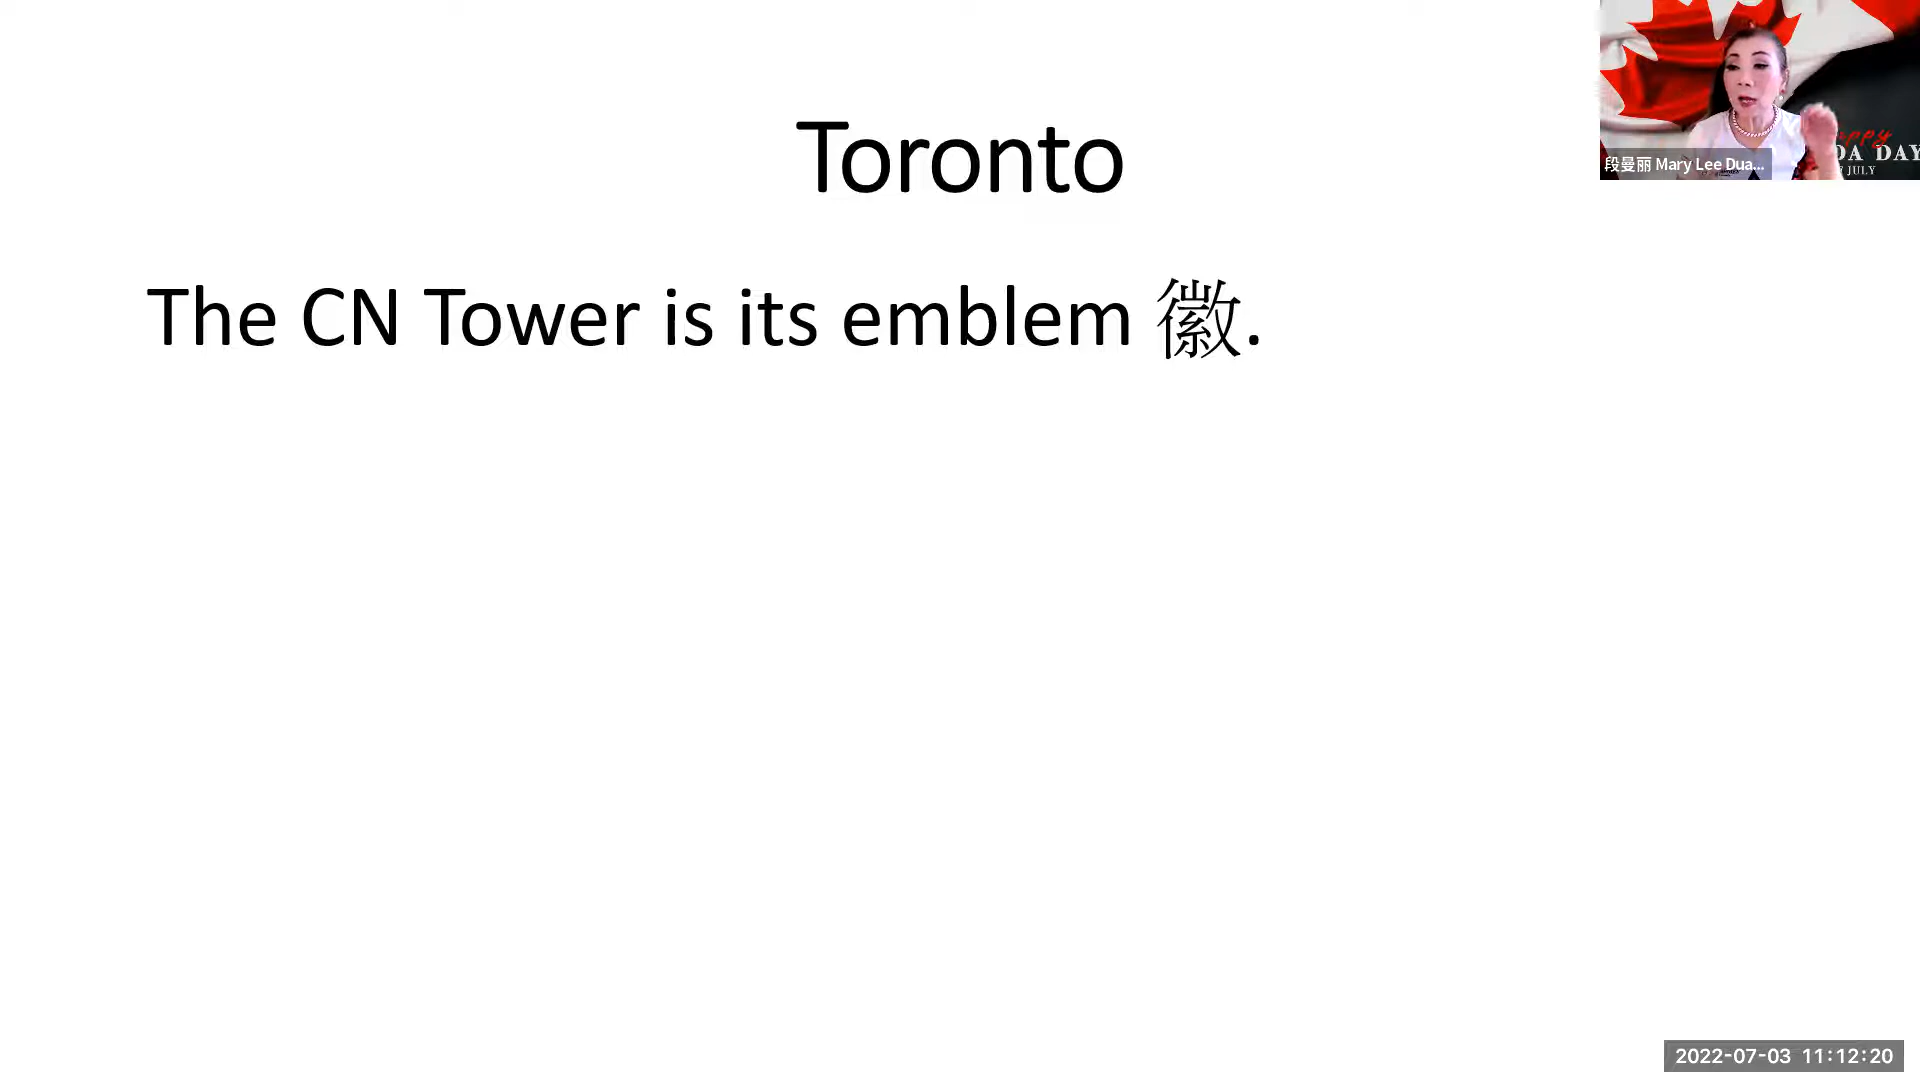 Toronto
The CN Tower is its emblem 徽.
段曼丽 Mary Lee Dua...
DA DAY
JULY
2022-07-03 11:12:20